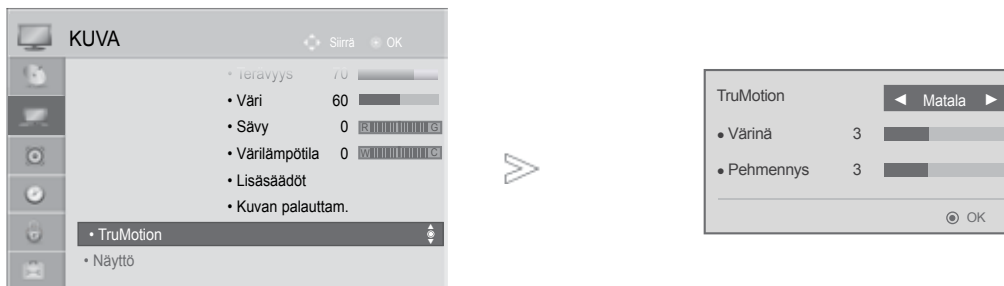 KUVA
Siirrä OK
• Terävyys 70
• Väri 60
• Sävy 0 R G
• Värilämpötila 0 W C
• Lisäsäädöt
• Kuvan palauttam.
• TruMotion
• Näyttö
TruMotion ◄ Matala ►
• Värinä 3
• Pehmennys 3
OK